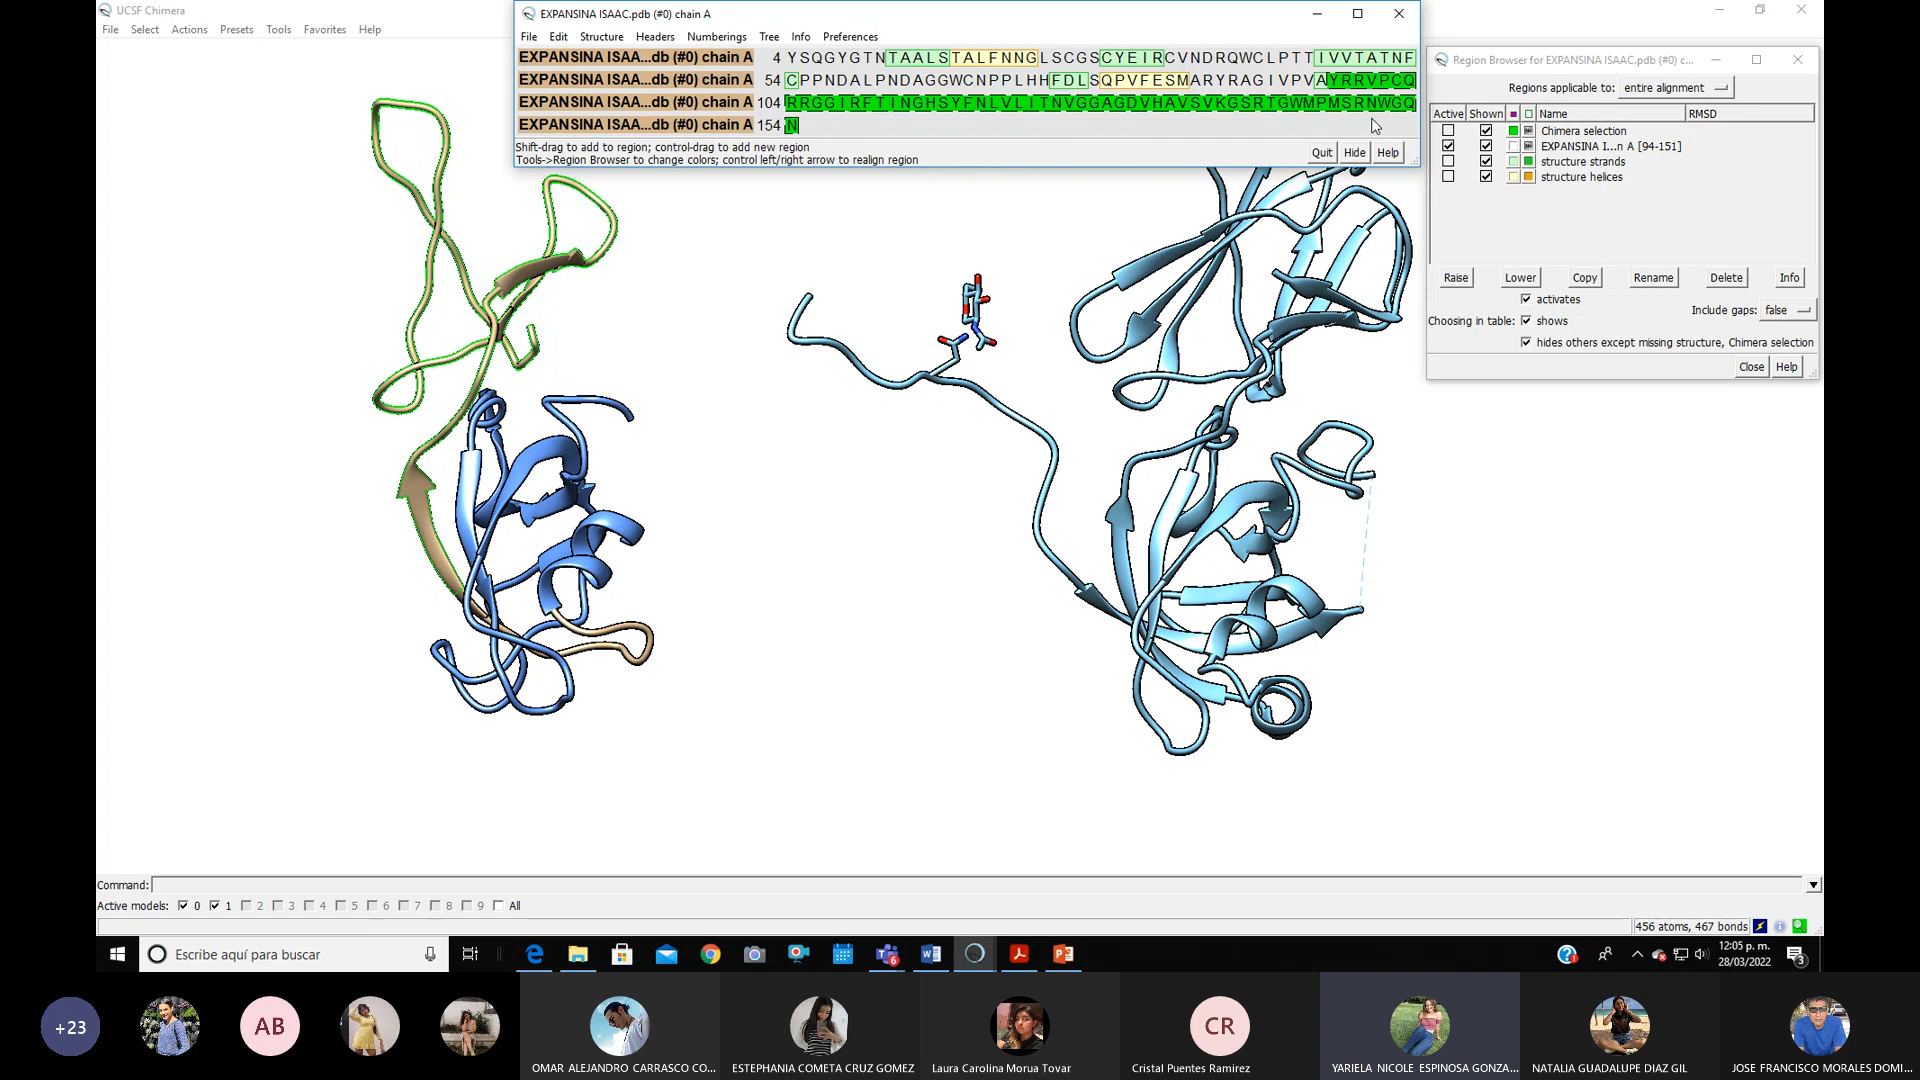 UCSF Chimera
File Select Actions Presets Tools Favorites Help
EXPANSINA ISAAC.pdb (#0) chain A
File Edit Structure Headers Numberings Tree Info Preferences
EXPANSINA ISAA...db (#0) chain A 4 YSQGYGTNTAALSTALFNNGLSCGSCYEIRCVNDRQWCLPTTIVVTATNF
EXPANSINA ISAA...db (#0) chain A 54 CPPNDALPNDAGGWCNPPLHHFDLSQPVFESMARYRAGIVPVAYRRVPCQ
EXPANSINA ISAA...db (#0) chain A 104 RRGGIRFTINGHSYFNLVLITNVGGAGDVHAVSVKGSRTGWMPMSRNWGQ
EXPANSINA ISAA...db (#0) chain A 154 N
Shift-drag to add to region; control-drag to add new region
Tools->Region Browser to change colors; control left/right arrow to realign region
Quit Hide Help
Region Browser for EXPANSINA ISAAC.pdb (#0) c...
Regions applicable to: entire alignment
Active Shown Name RMSD
Chimera selection
EXPANSINA I...n A [94-151]
structure strands
structure helices
Raise Lower Copy Rename Delete Info
activates
Include gaps: false
Choosing in table: shows
hides others except missing structure, Chimera selection
Close Help
Command:
Active models: 0 1 2 3 4 5 6 7 8 9 All
456 atoms, 467 bonds
Escribe aquí para buscar
6
12:05 p. m.
28/03/2022
3
+23
AB
CR
OMAR ALEJANDRO CARRASCO CO...
ESTEPHANIA COMETA CRUZ GOMEZ
Laura Carolina Morua Tovar
Cristal Puentes Ramirez
YARIELA NICOLE ESPINOSA GONZA...
NATALIA GUADALUPE DIAZ GIL
JOSE FRANCISCO MORALES DOMI...